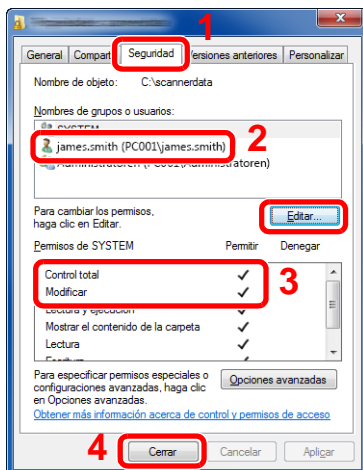 1
General Compart Seguridad ersiones anteriores Personalizar
Nombre de objeto: C:\scannerdata
Nombres de grupos o usuarios:
SYSTEM
2
james.smith (PC001\james.smith)
Administratoren (PC001\Administratoren)
Para cambiar los permisos,
haga clic en Editar.
Editar...
Permisos de SYSTEM Permitir Denegar
Control total
3
Modificar
Lectura y ejecución
Mostrar el contenido de la carpeta
Lectura
Escritura
Para especificar permisos especiales o
configuraciones avanzadas, haga clic
en Opciones avanzadas.
Opciones avanzadas
Obtener más información acerca de control y permisos de acceso
4
Cerrar Cancelar Aplicar